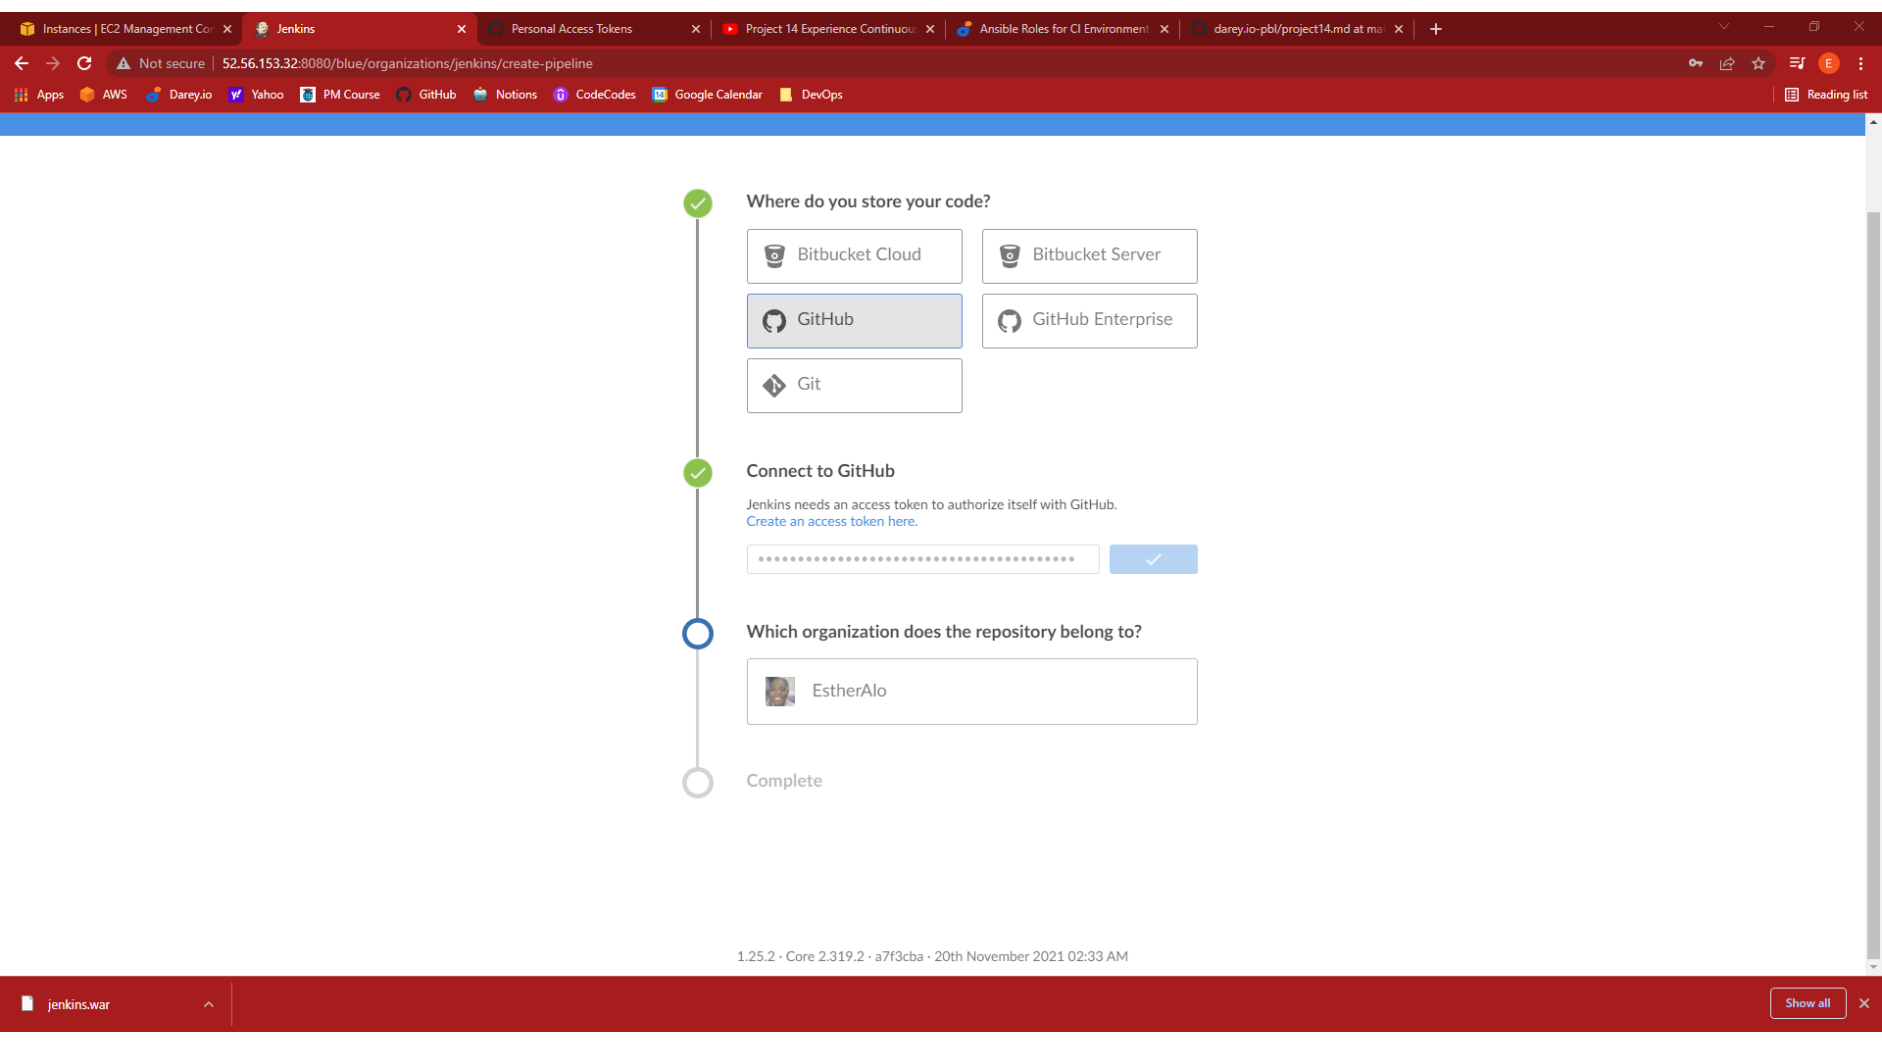 Instances | EC2 Management Con
Jenkins
Personal Access Tokens
Project 14 Experience Continuou
Ansible Roles for CI Environment
darey.io-pbl/project14.md at mai
Not secure
52.56.153.32:8080/blue/organizations/jenkins/create-pipeline
E
Apps
AWS
Darey.io
Yahoo
PM Course
GitHub
Notions
CodeCodes
Google Calendar
DevOps
Reading list
Where do you store your code?
Bitbucket Cloud
Bitbucket Server
GitHub
GitHub Enterprise
Git
Connect to GitHub
Jenkins needs an access token to authorize itself with GitHub.
Create an access token here.
••••••••••••••••••••••••••••••••••••••••
Which organization does the repository belong to?
EstherAlo
Complete
1.25.2 · Core 2.319.2 · a7f3cba · 20th November 2021 02:33 AM
jenkins.war
Show all